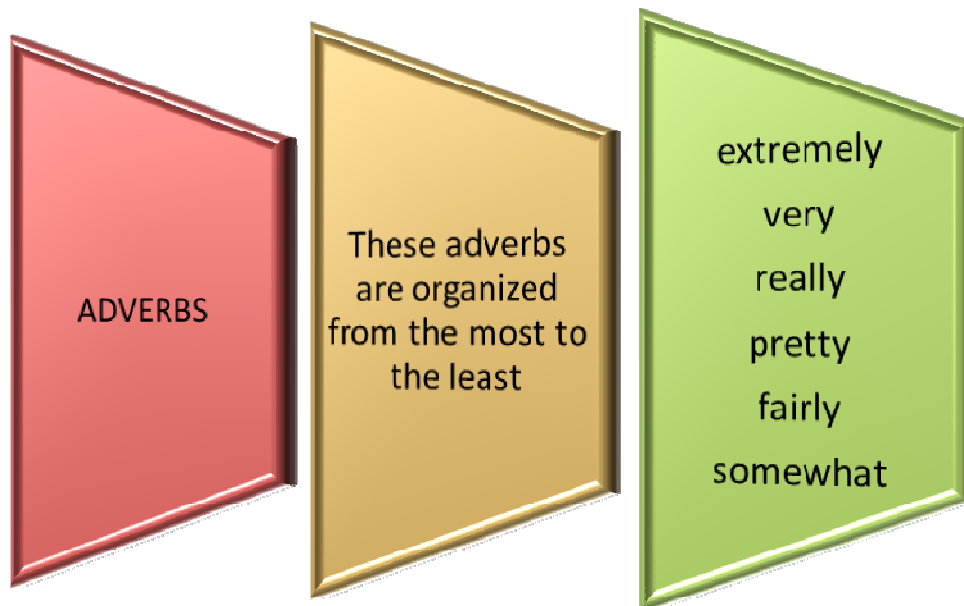 ADVERBS
These adverbs
are organized
from the most to
the least
extremely
very
really
pretty
fairly
somewhat